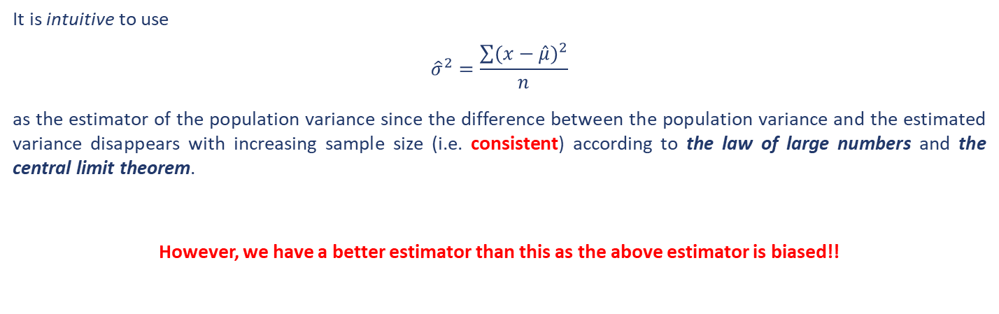 It is intuitive to use
σ̂² = Σ(x − μ̂)² / n
as the estimator of the population variance since the difference between the population variance and the estimated
variance disappears with increasing sample size (i.e. consistent) according to the law of large numbers and the
central limit theorem.
However, we have a better estimator than this as the above estimator is biased!!